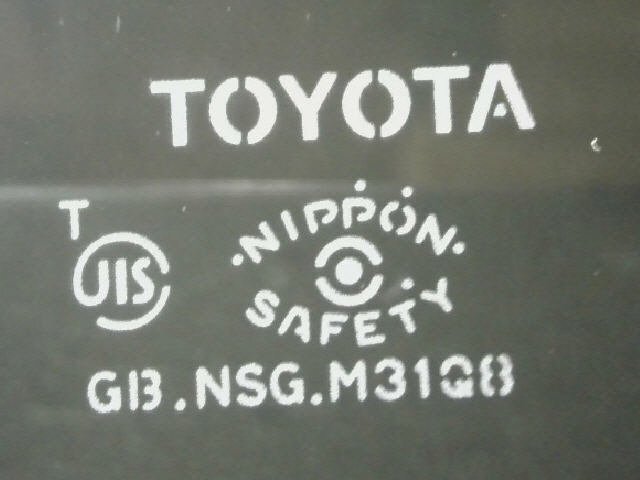 TOYOTA
T
JIS
NIPPON
SAFETY
GB.NSG.M31Q8